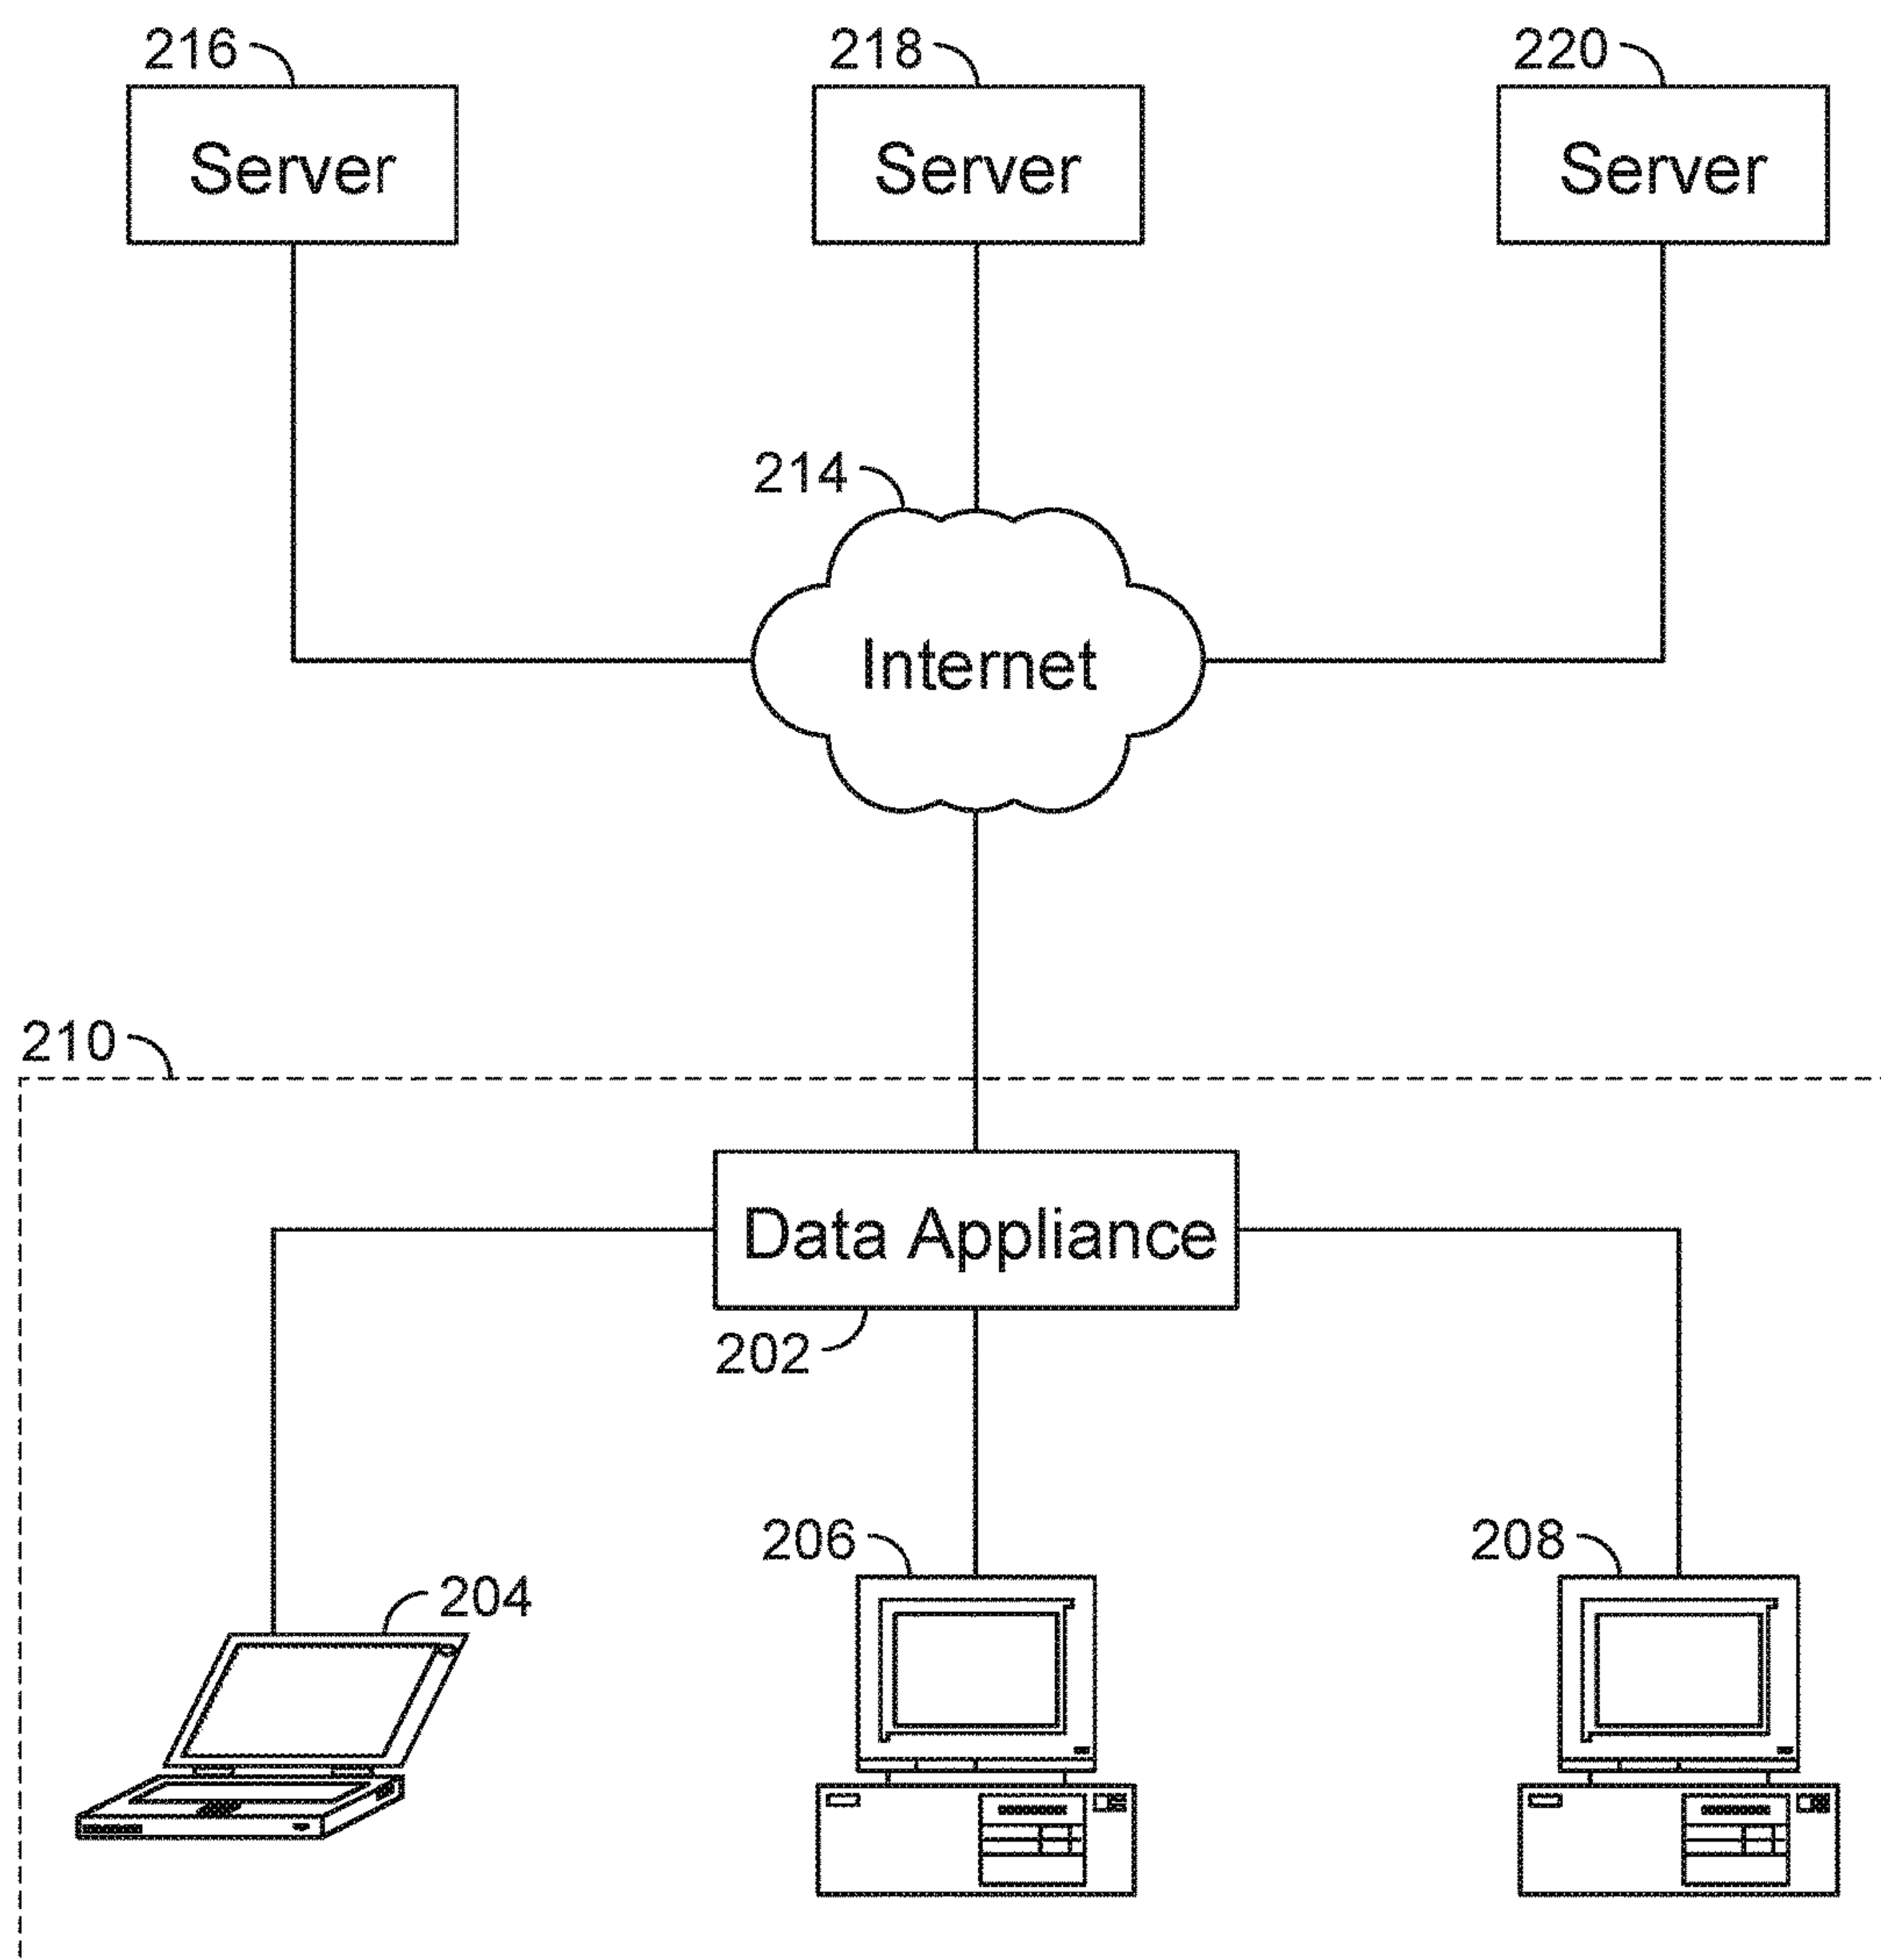 216
218
220
Server
Server
Server
214
Internet
210
Data Appliance
202
206
208
204